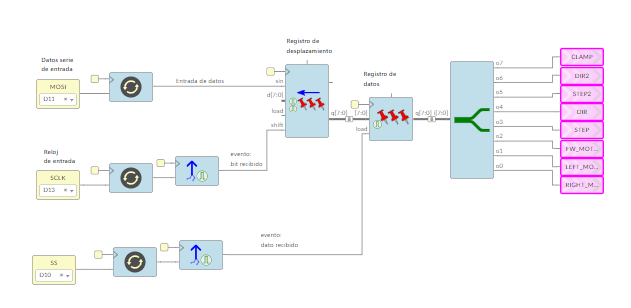 Registro de
desplazamiento
Datos serie
de entrada
MOSI
D11
Entrada de datos
sin
d[7:0]
load
shift
q[7:0]
Registro de
datos
[7:0]
load
q[7:0]
i[7:0]
o7
o6
o5
o4
o3
o2
o1
o0
CLAMP
DIR2
STEP2
DIR
STEP
FW_MOT...
LEFT_MO...
RIGHT_M...
Reloj
de entrada
SCLK
D13
evento:
bit recibido
SS
D10
evento:
dato recibido